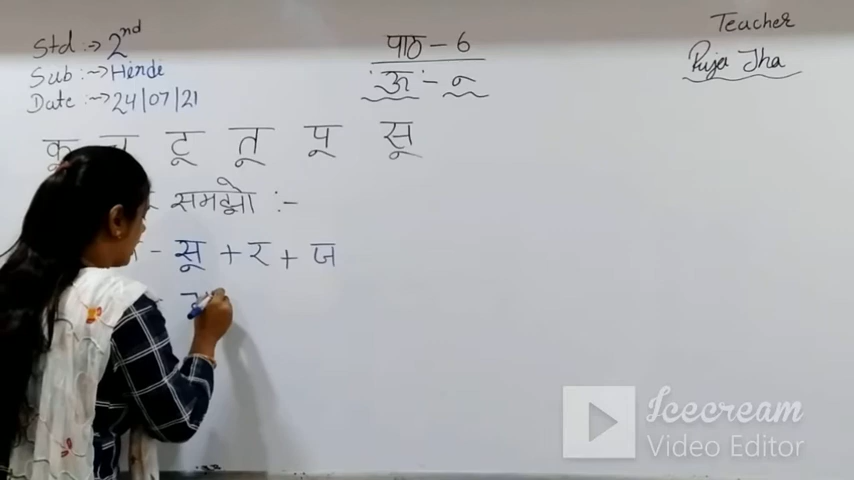 Std :-> 2nd
Sub :-> Hindi
Date :-> 24/07/21
पाठ - 6
ऊ :- ू
Teacher
Puja Jha
कू टू तू पू सू
समझो :-
- सू + र + ज
Icecream
Video Editor